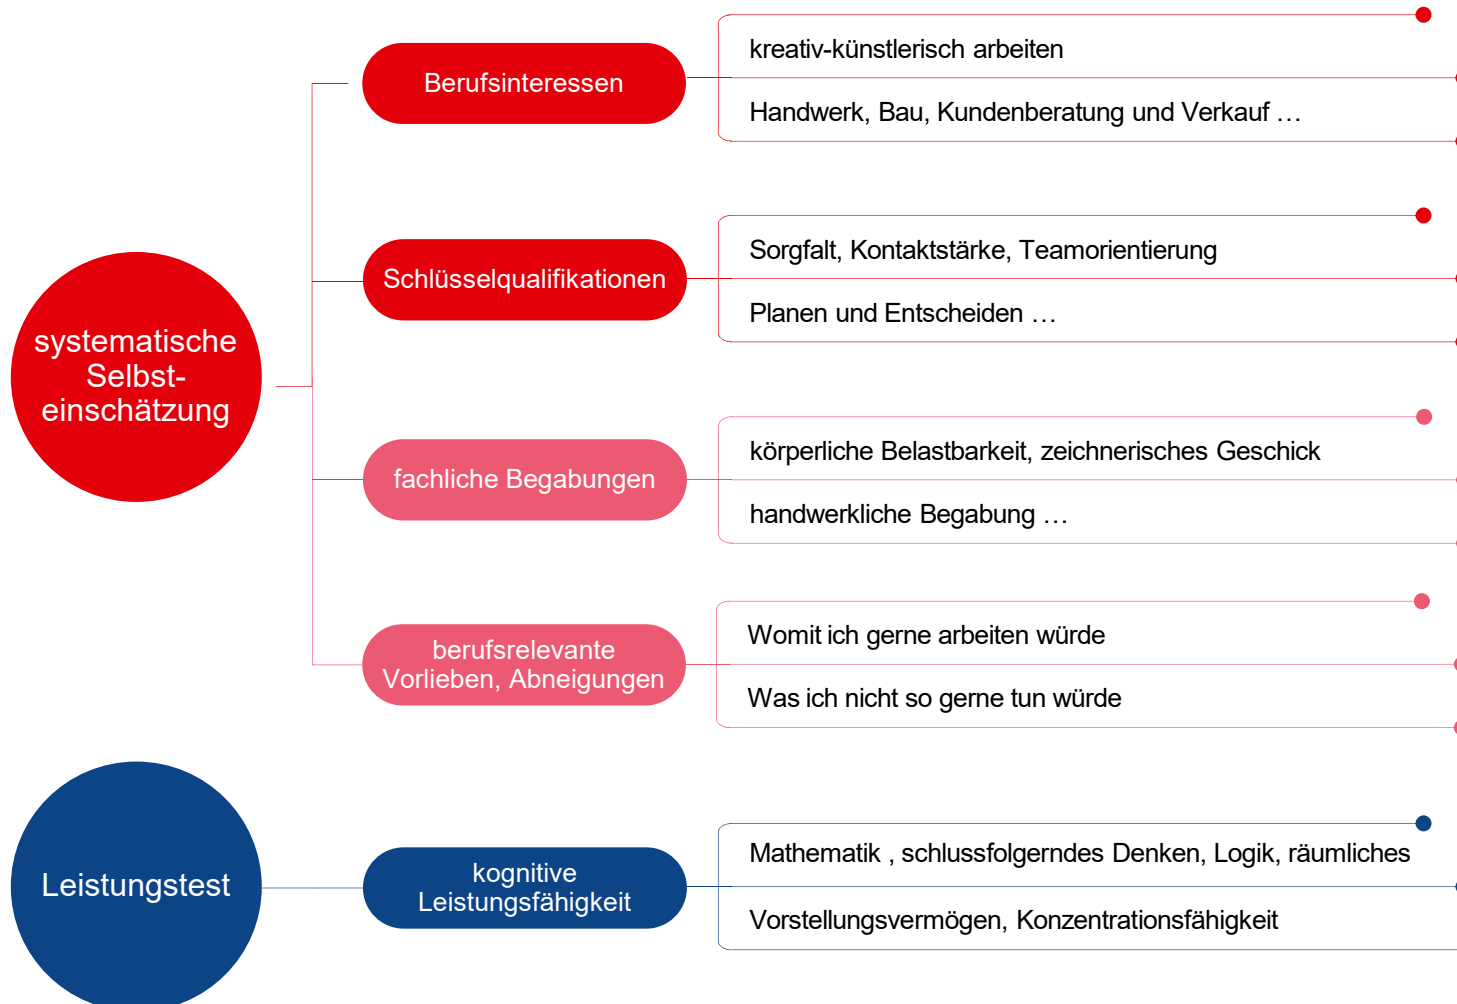 systematische
Selbst-
einschätzung
Berufsinteressen
kreativ-künstlerisch arbeiten
Handwerk, Bau, Kundenberatung und Verkauf …
Schlüsselqualifikationen
Sorgfalt, Kontaktstärke, Teamorientierung
Planen und Entscheiden …
fachliche Begabungen
körperliche Belastbarkeit, zeichnerisches Geschick
handwerkliche Begabung …
berufsrelevante
Vorlieben, Abneigungen
Womit ich gerne arbeiten würde
Was ich nicht so gerne tun würde
Leistungstest
kognitive
Leistungsfähigkeit
Mathematik , schlussfolgerndes Denken, Logik, räumliches
Vorstellungsvermögen, Konzentrationsfähigkeit